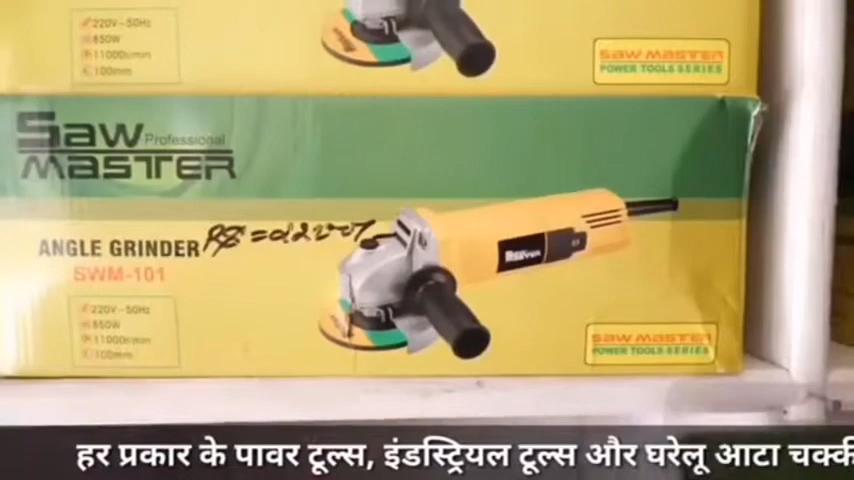 220V~50Hz
850W
11000r/min
100mm
SAW MASTER
POWER TOOLS SERIES
SAW Professional
MASTER
ANGLE GRINDER
SWM-101
220V~50Hz
850W
11000r/min
100mm
SAW MASTER
POWER TOOLS SERIES
हर प्रकार के पावर टूल्स, इंडस्ट्रियल टूल्स और घरेलू आटा चक्की